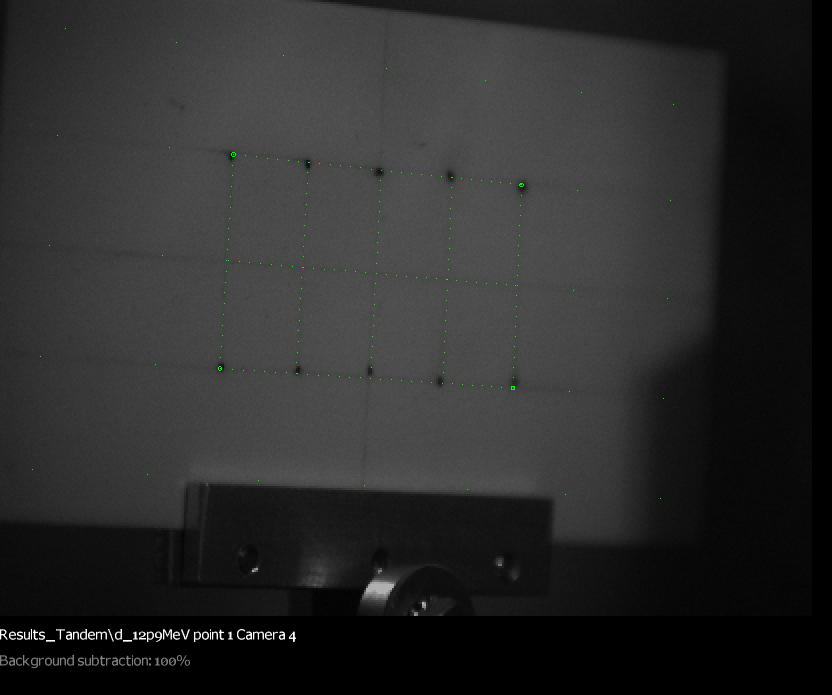 Results_Tandem\d_12p9MeV point 1 Camera 4
Background subtraction: 100%